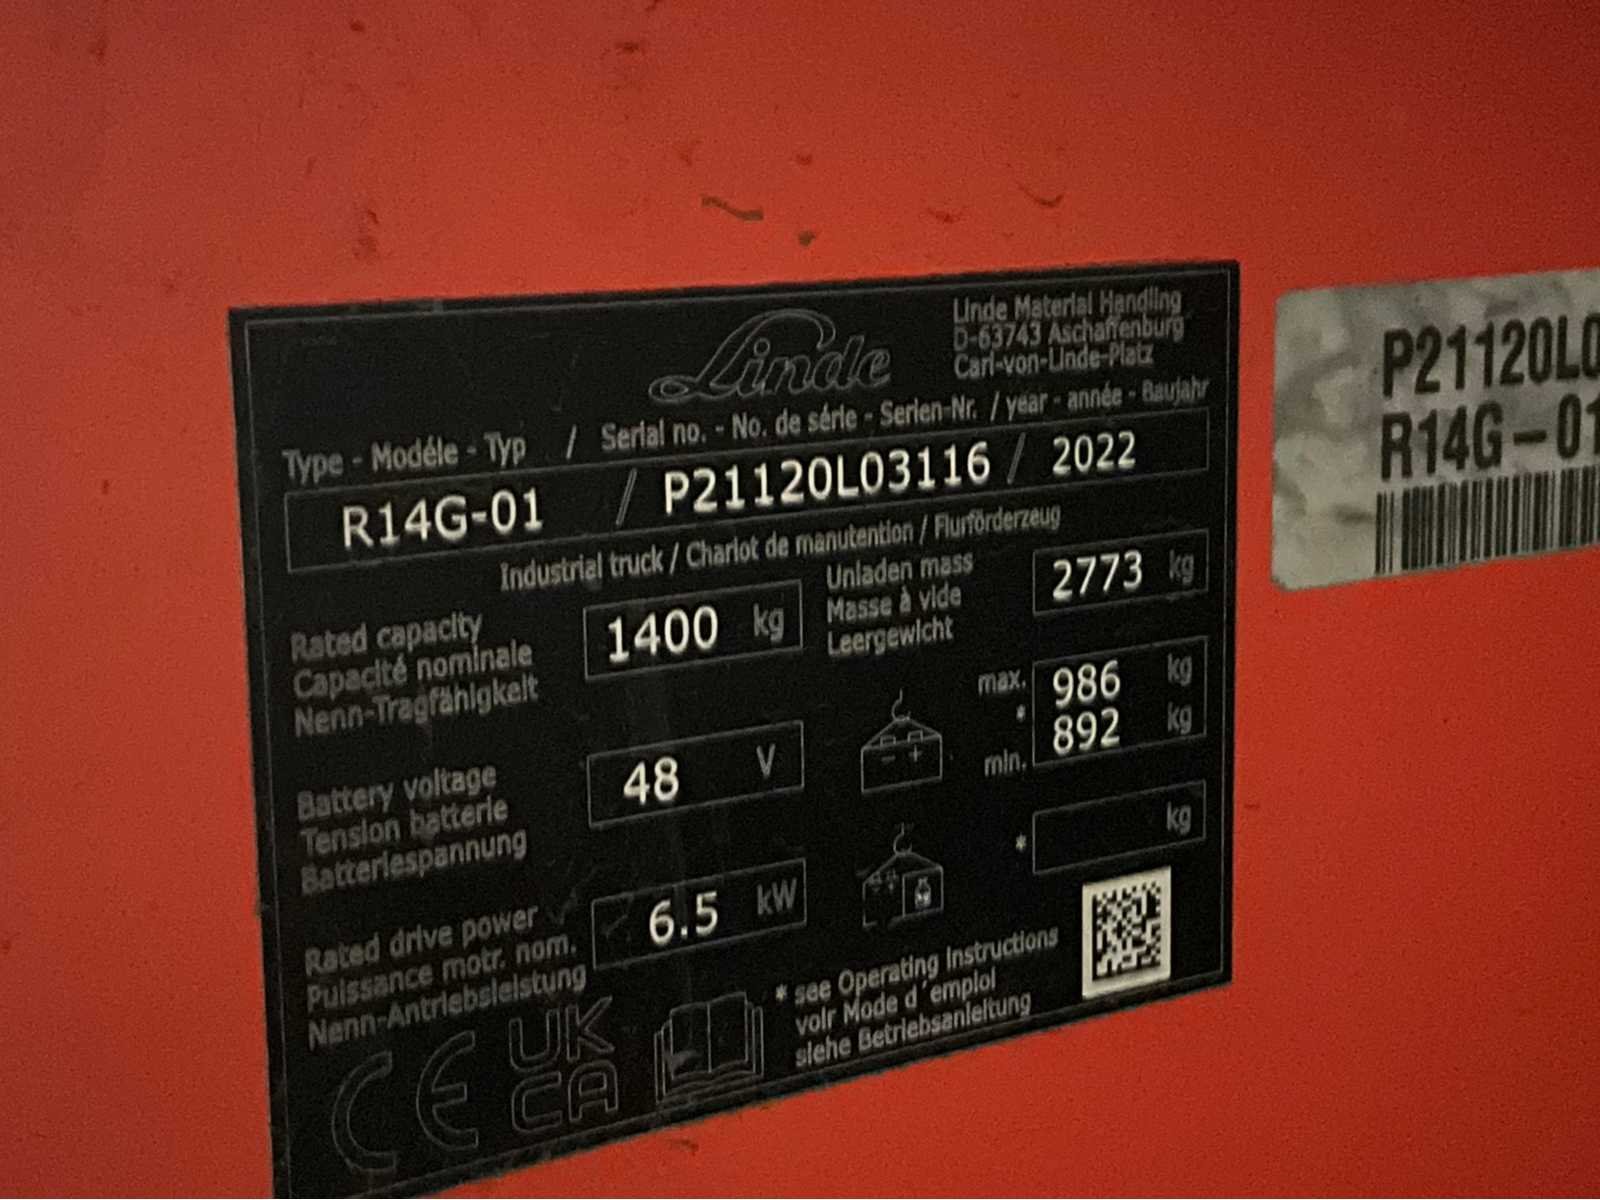 Linde
Linde Material Handling
D-63743 Aschaffenburg
Carl-von-Linde-Platz
Type - Modéle - Typ / Serial no. - No. de série - Serien-Nr. / year - année - Baujahr
R14G-01 / P21120L03116 / 2022
Industrial truck / Chariot de manutention / Flurförderzeug
Rated capacity
Capacité nominale
Nenn-Tragfähigkeit
1400 kg
Unladen mass
Masse à vide
Leergewicht
2773 kg
Battery voltage
Tension batterie
Batteriespannung
48 V
max. 986 kg
*
min. 892 kg
* kg
Rated drive power
Puissance motr. nom.
Nenn-Antriebsleistung
6.5 kW
* see Operating instructions
voir Mode d´emploi
siehe Betriebsanleitung
CE
UK
CA
P21120L0
R14G-01